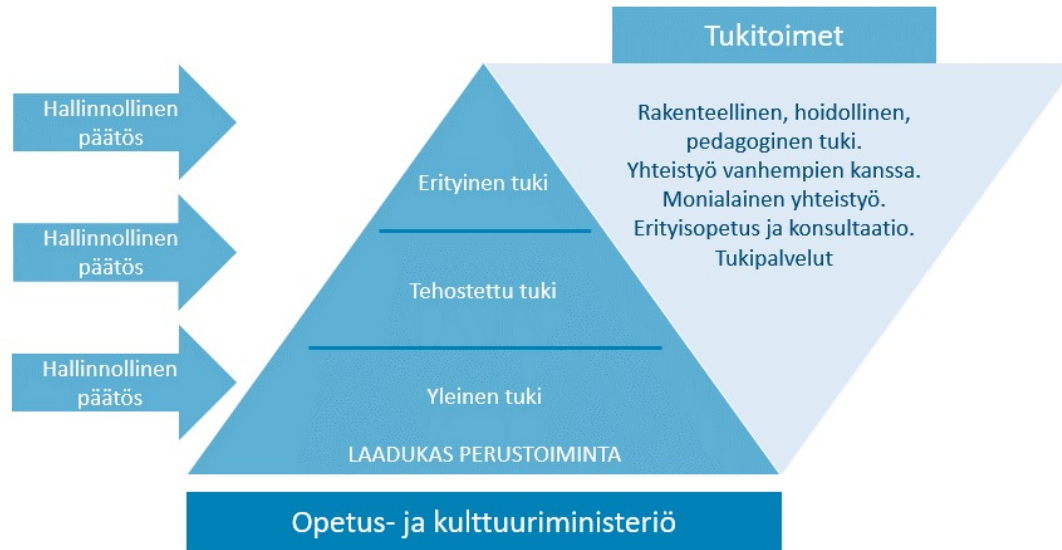 Tukitoimet
Hallinnollinen
päätös
Hallinnollinen
päätös
Hallinnollinen
päätös
Erityinen tuki
Tehostettu tuki
Yleinen tuki
LAADUKAS PERUSTOIMINTA
Rakenteellinen, hoidollinen,
pedagoginen tuki.
Yhteistyö vanhempien kanssa.
Monialainen yhteistyö.
Erityisopetus ja konsultaatio.
Tukipalvelut
Opetus- ja kulttuuriministeriö